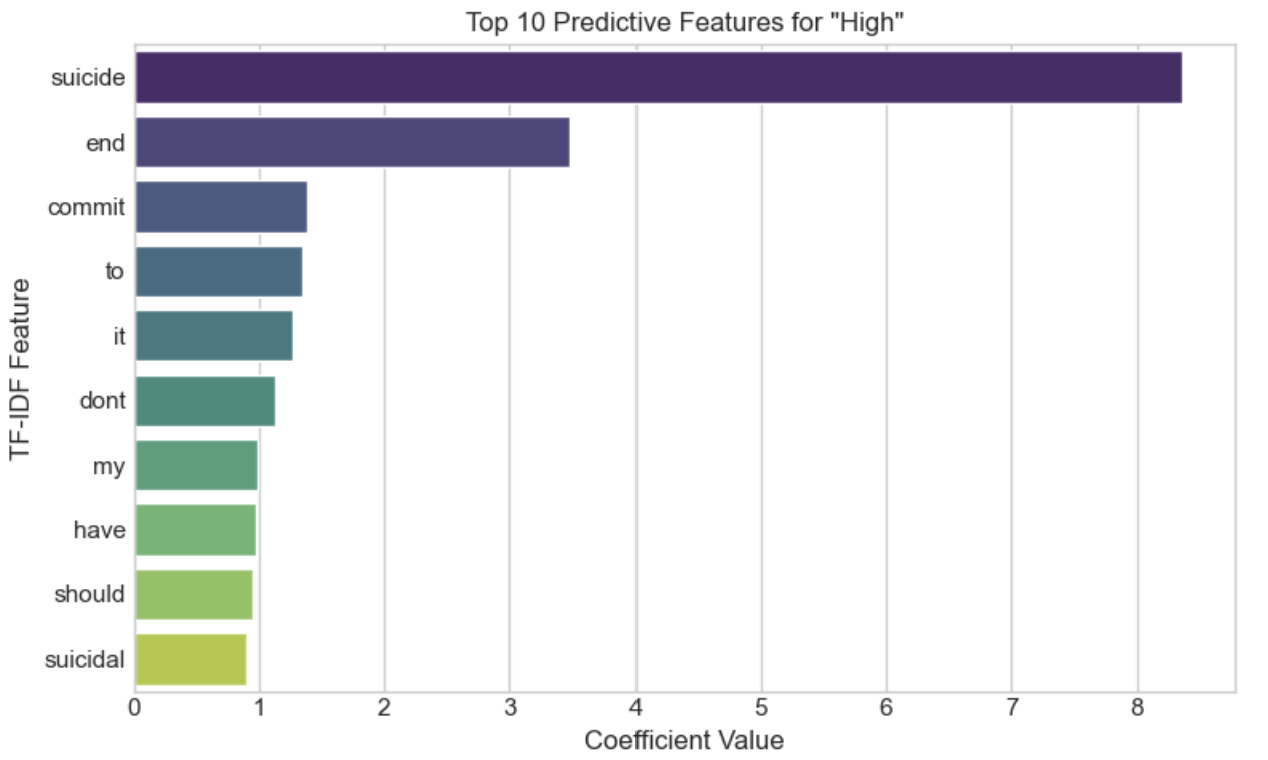 Top 10 Predictive Features for "High"
TF-IDF Feature
suicide
end
commit
to
it
dont
my
have
should
suicidal
0 1 2 3 4 5 6 7 8
Coefficient Value